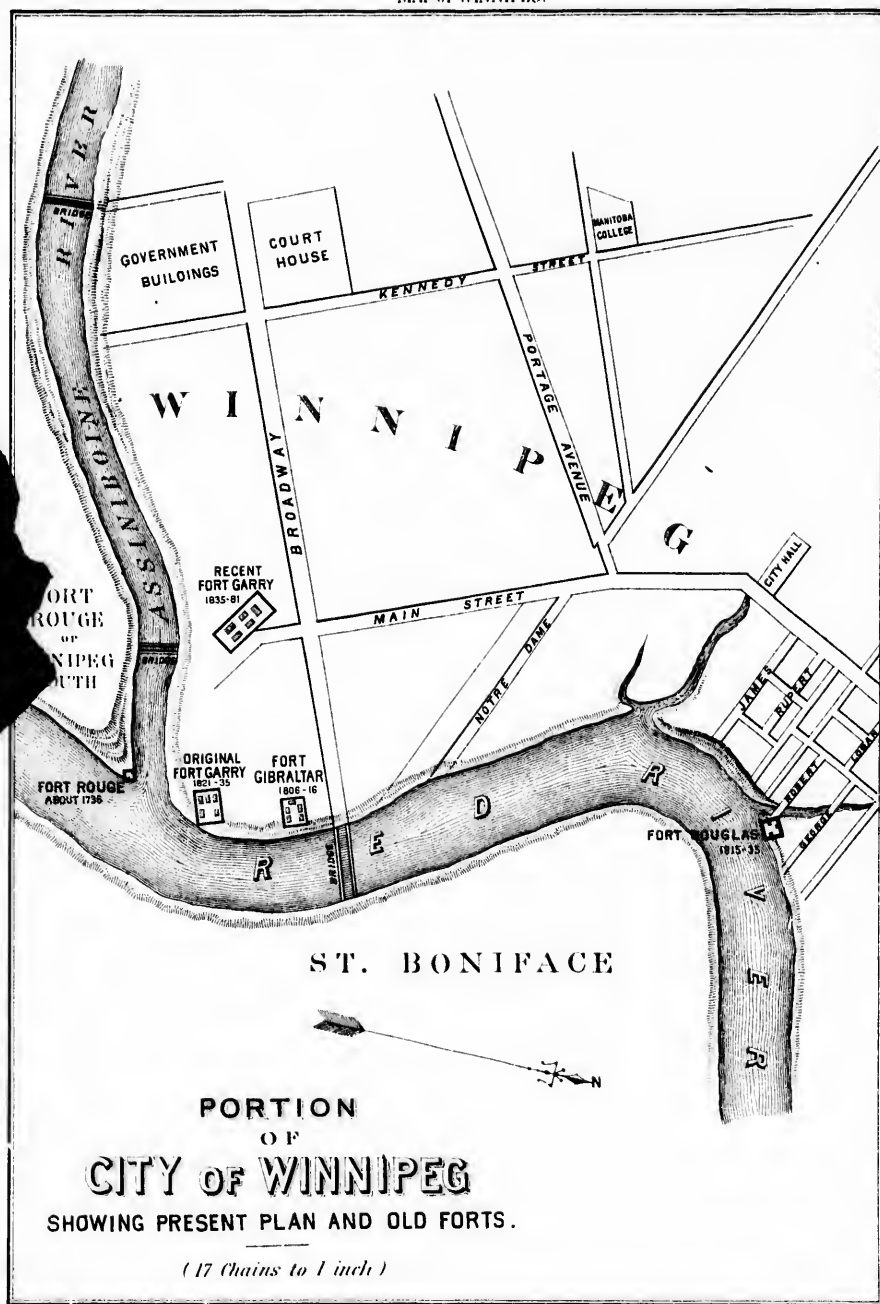 RIVER
BRIDGE
GOVERNMENT
BUILDINGS
COURT
HOUSE
MANITOBA
COLLEGE
KENNEDY STREET
PORTAGE AVENUE
WINNIPEG
BROADWAY
ASSINIBOINE
RECENT
FORT GARRY
1835-81
CITY HALL
MAIN STREET
ROUGE
or
BRIDGE
NOTRE DAME
JAMES
RUPERT
LOGAN
ROBERT
GEORGE
FORT ROUGE
ABOUT 1736
ORIGINAL
FORT GARRY
1821-35
FORT
GIBRALTAR
1806-16
FORT DOUGLAS
1815-35
RED RIVER
BRIDGE
ST. BONIFACE
N
PORTION
OF
CITY OF WINNIPEG
SHOWING PRESENT PLAN AND OLD FORTS.
(17 Chains to 1 inch)